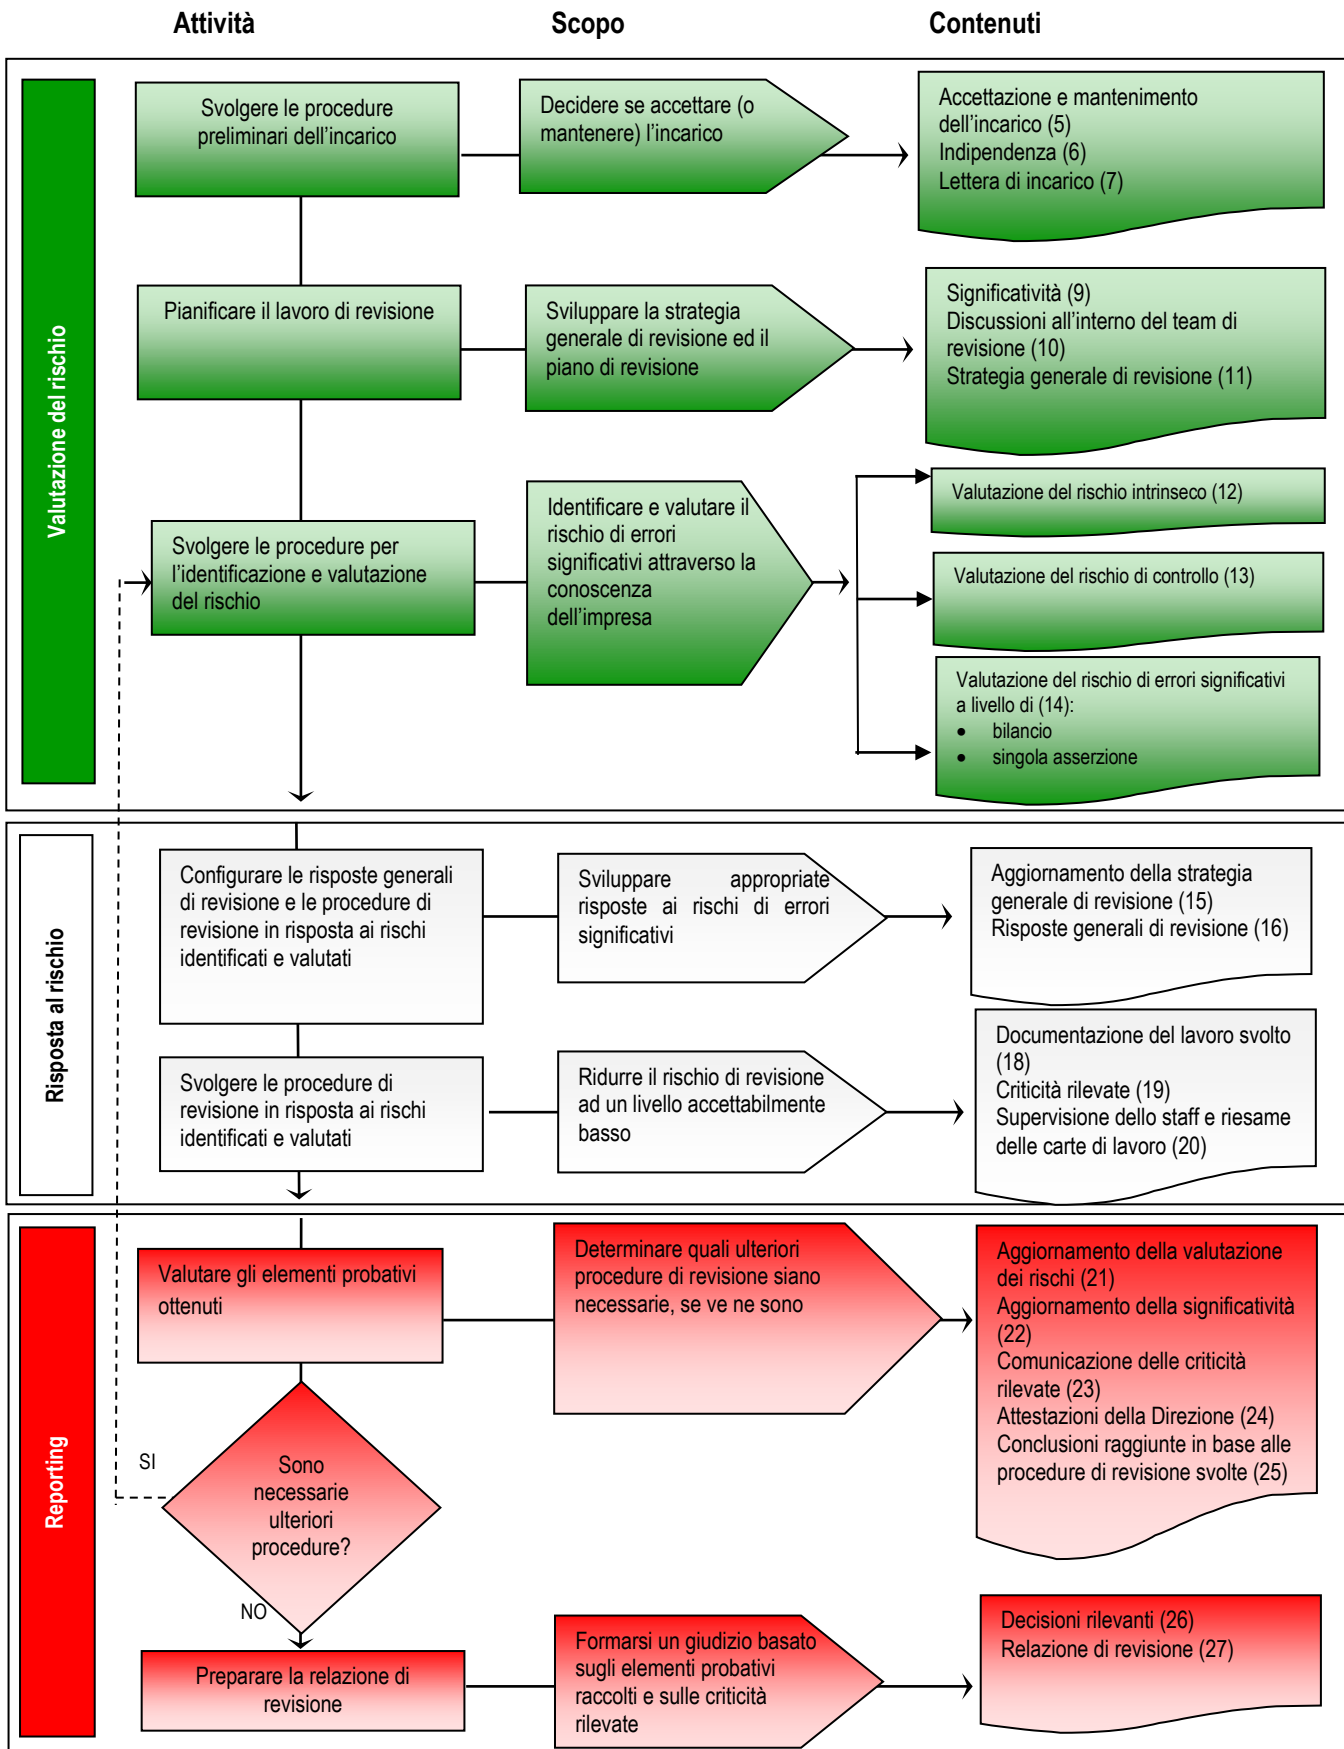 Attività
Scopo
Contenuti
Valutazione del rischio
Svolgere le procedure
preliminari dell'incarico
Decidere se accettare (o
mantenere) l'incarico
Accettazione e mantenimento
dell'incarico (5)
Indipendenza (6)
Lettera di incarico (7)
Pianificare il lavoro di revisione
Sviluppare la strategia
generale di revisione ed il
piano di revisione
Significatività (9)
Discussioni all'interno del team di
revisione (10)
Strategia generale di revisione (11)
Svolgere le procedure per
l'identificazione e valutazione
del rischio
Identificare e valutare il
rischio di errori
significativi attraverso la
conoscenza
dell'impresa
Valutazione del rischio intrinseco (12)
Valutazione del rischio di controllo (13)
Valutazione del rischio di errori significativi
a livello di (14):
• bilancio
• singola asserzione
Risposta al rischio
Configurare le risposte generali
di revisione e le procedure di
revisione in risposta ai rischi
identificati e valutati
Sviluppare appropriate
risposte ai rischi di errori
significativi
Aggiornamento della strategia
generale di revisione (15)
Risposte generali di revisione (16)
Svolgere le procedure di
revisione in risposta ai rischi
identificati e valutati
Ridurre il rischio di revisione
ad un livello accettabilmente
basso
Documentazione del lavoro svolto
(18)
Criticità rilevate (19)
Supervisione dello staff e riesame
delle carte di lavoro (20)
Reporting
Valutare gli elementi probativi
ottenuti
Determinare quali ulteriori
procedure di revisione siano
necessarie, se ve ne sono
Aggiornamento della valutazione
dei rischi (21)
Aggiornamento della significatività
(22)
Comunicazione delle criticità
rilevate (23)
Attestazioni della Direzione (24)
Conclusioni raggiunte in base alle
procedure di revisione svolte (25)
SI
Sono
necessarie
ulteriori
procedure?
NO
Preparare la relazione di
revisione
Formarsi un giudizio basato
sugli elementi probativi
raccolti e sulle criticità
rilevate
Decisioni rilevanti (26)
Relazione di revisione (27)